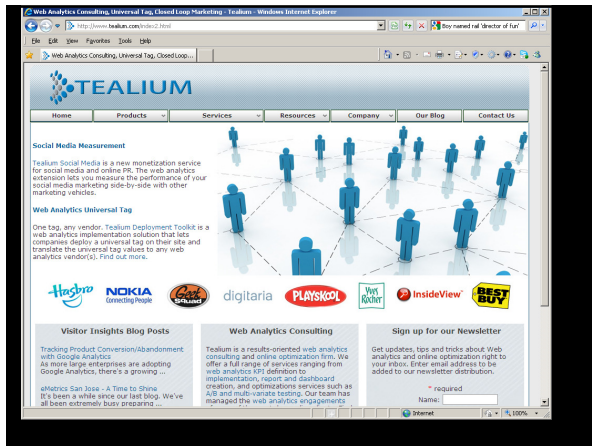 Web Analytics Consulting, Universal Tag, Closed Loop Marketing - Tealium - Windows Internet Explorer
http://www.tealium.com/index2.html
Boy named rail 'director of fun'
File Edit View Favorites Tools Help
Web Analytics Consulting, Universal Tag, Closed Loop...
TEALIUM
Home Products Services Resources Company Our Blog Contact Us
Social Media Measurement
Tealium Social Media is a new monetization service
for social media and online PR. The web analytics
extension lets you measure the performance of your
social media marketing side-by-side with other
marketing vehicles.
Web Analytics Universal Tag
One tag, any vendor. Tealium Deployment Toolkit is a
web analytics implementation solution that lets
companies deploy a universal tag on their site and
translate the universal tag values to any web
analytics vendor(s). Find out more.
Hasbro NOKIA Connecting People Geek Squad digitaria PLAYSKOOL Yves Rocher InsideView BEST BUY
Visitor Insights Blog Posts
Tracking Product Conversion/Abandonment
with Google Analytics
As more large enterprises are adopting
Google Analytics, there's a growing ...
eMetrics San Jose - A Time to Shine
It's been a while since our last blog. We've
all been extremely busy preparing ...
Web Analytics Consulting
Tealium is a results-oriented web analytics
consulting and online optimization firm. We
offer a full range of services ranging from
web analytics KPI definition to
implementation, report and dashboard
creation, and optimizations services such as
A/B and multi-variate testing. Our team has
managed the web analytics engagements
Sign up for our Newsletter
Get updates, tips and tricks about Web
analytics and online optimization right to
your inbox. Enter email address to be
added to our newsletter distribution.
* required
Name:
Internet 100%